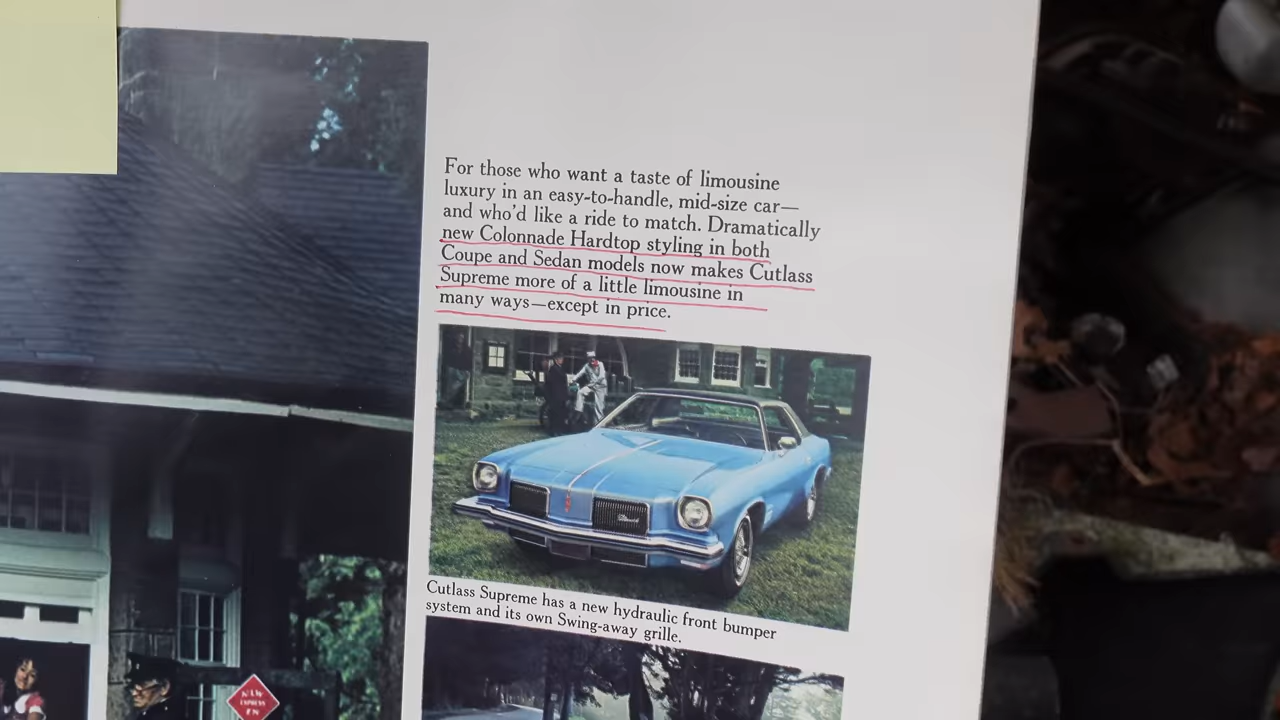 For those who want a taste of limousine
luxury in an easy-to-handle, mid-size car—
and who'd like a ride to match. Dramatically
new Colonnade Hardtop styling in both
Coupe and Sedan models now makes Cutlass
Supreme more of a little limousine in
many ways—except in price.
Cutlass Supreme has a new hydraulic front bumper
system and its own Swing-away grille.
EXPRESS